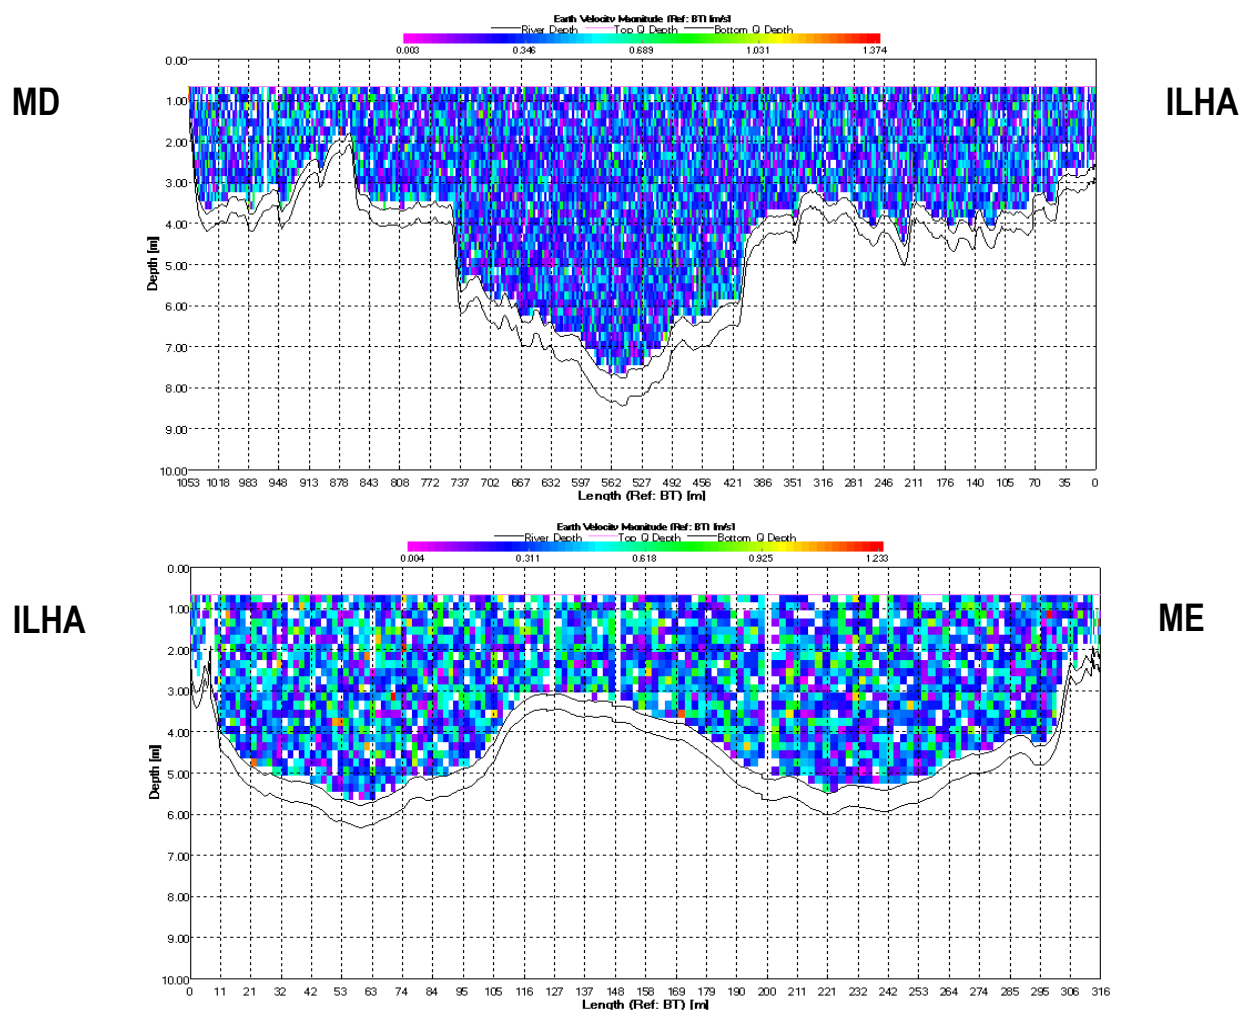 Earth Velocity Magnitude (Ref: BT) [m/s]
River Depth Top Q Depth Bottom Q Depth
0.003 0.346 0.689 1.031 1.374
MD
ILHA
Depth [m]
0.00
1.00
2.00
3.00
4.00
5.00
6.00
7.00
8.00
9.00
10.00
1053 1018 983 948 913 878 843 808 772 737 702 667 632 597 562 527 492 456 421 386 351 316 281 246 211 176 140 105 70 35 0
Length (Ref: BT) [m]
Earth Velocity Magnitude (Ref: BT) [m/s]
River Depth Top Q Depth Bottom Q Depth
0.004 0.311 0.618 0.925 1.233
ILHA
ME
Depth [m]
0.00
1.00
2.00
3.00
4.00
5.00
6.00
7.00
8.00
9.00
10.00
0 11 21 32 42 53 63 74 84 95 105 116 127 137 148 158 169 179 190 200 211 221 232 242 253 264 274 285 295 306 316
Length (Ref: BT) [m]